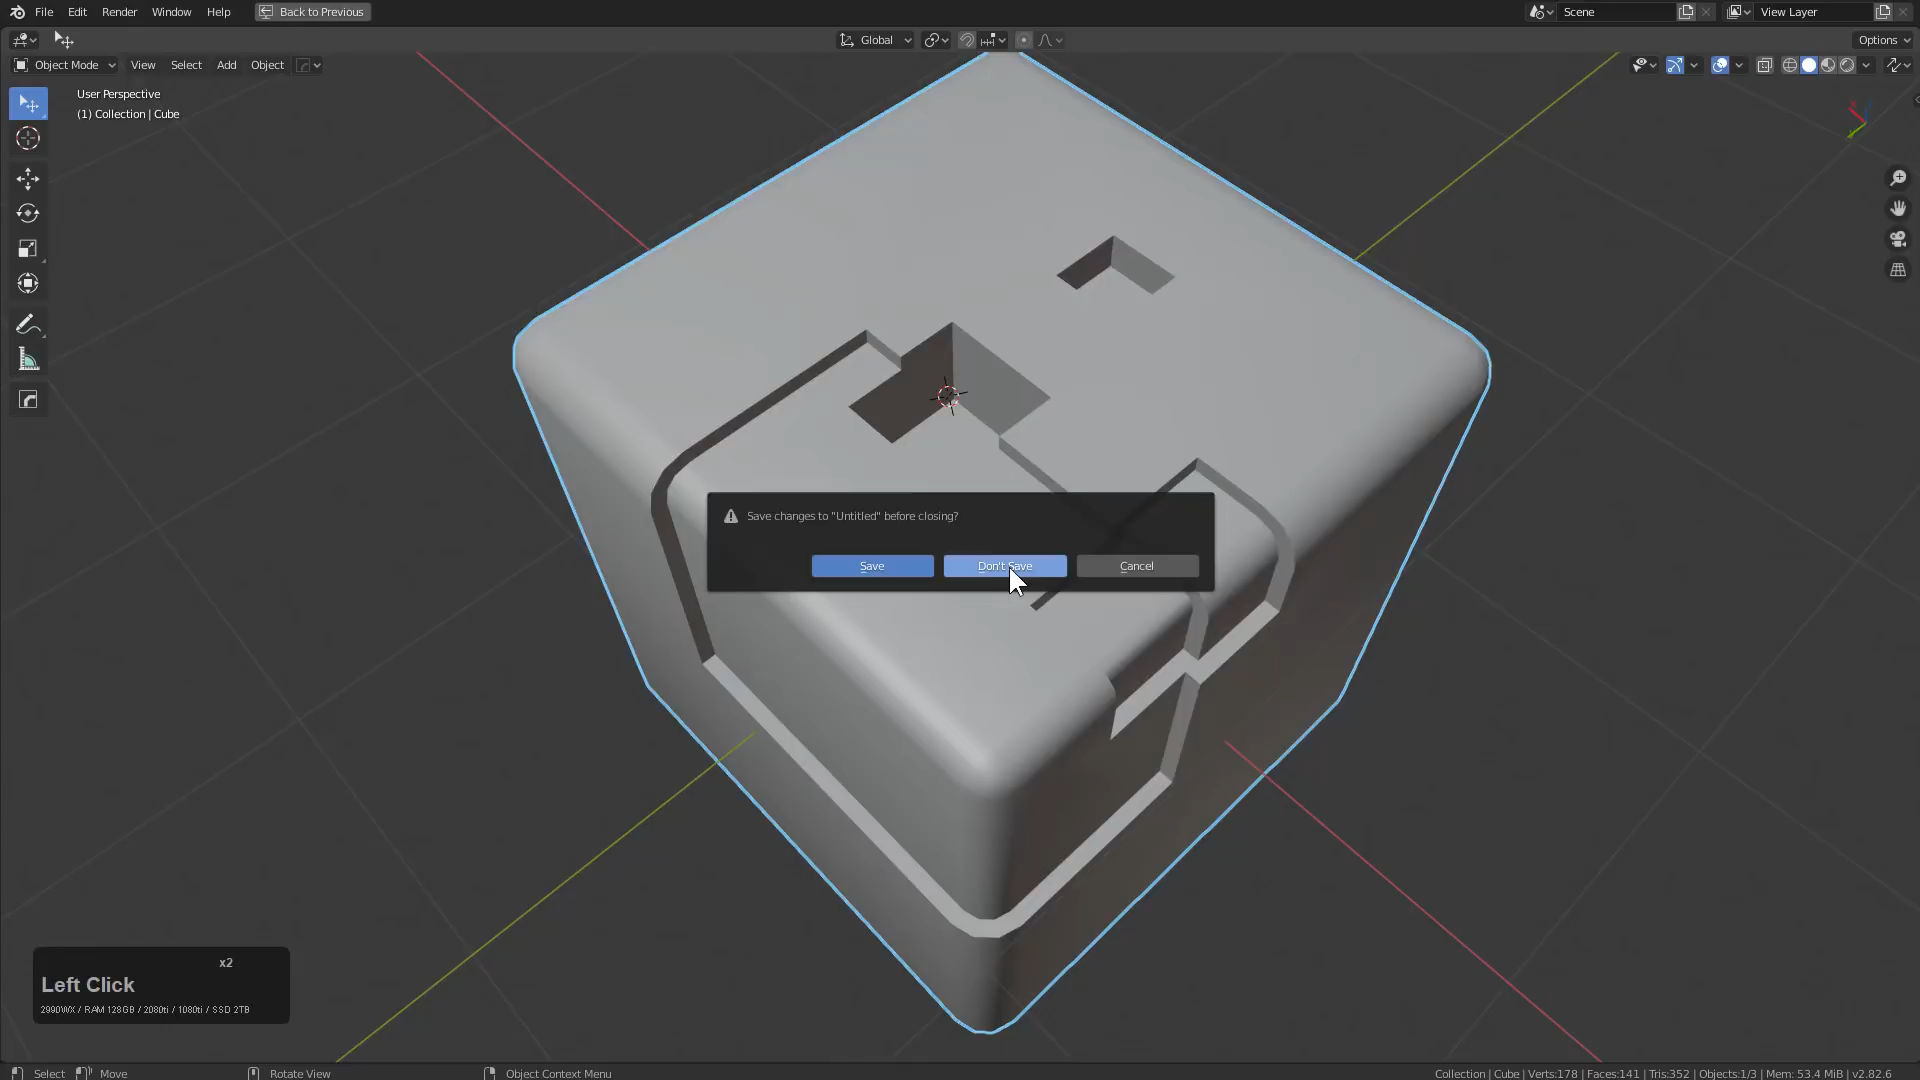 File Edit Render Window Help Back to Previous Scene View Layer
Global Options
Object Mode View Select Add Object
User Perspective
(1) Collection | Cube
Save changes to "Untitled" before closing?
Save Don't Save Cancel
x2
Left Click
2990WX / RAM 128GB / 2080ti / 1080ti / SSD 2TB
Select Move Rotate View Object Context Menu Collection | Cube | Verts:178 | Faces:141 | Tris:352 | Objects:1/3 | Mem: 53.4 MiB | v2.82.6